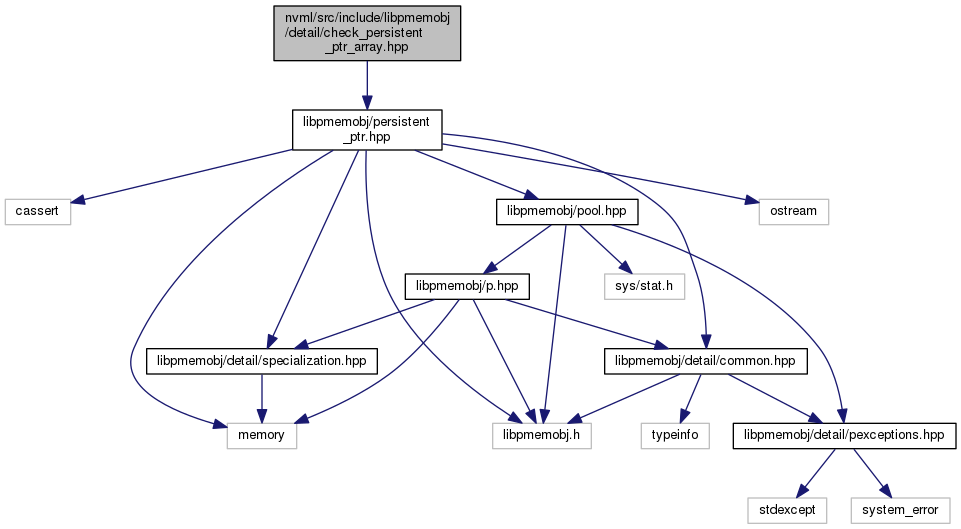 nvml/src/include/libpmemobj
/detail/check_persistent
_ptr_array.hpp
libpmemobj/persistent
_ptr.hpp
cassert
libpmemobj/pool.hpp
ostream
libpmemobj/p.hpp
sys/stat.h
libpmemobj/detail/specialization.hpp
libpmemobj/detail/common.hpp
memory
libpmemobj.h
typeinfo
libpmemobj/detail/pexceptions.hpp
stdexcept
system_error